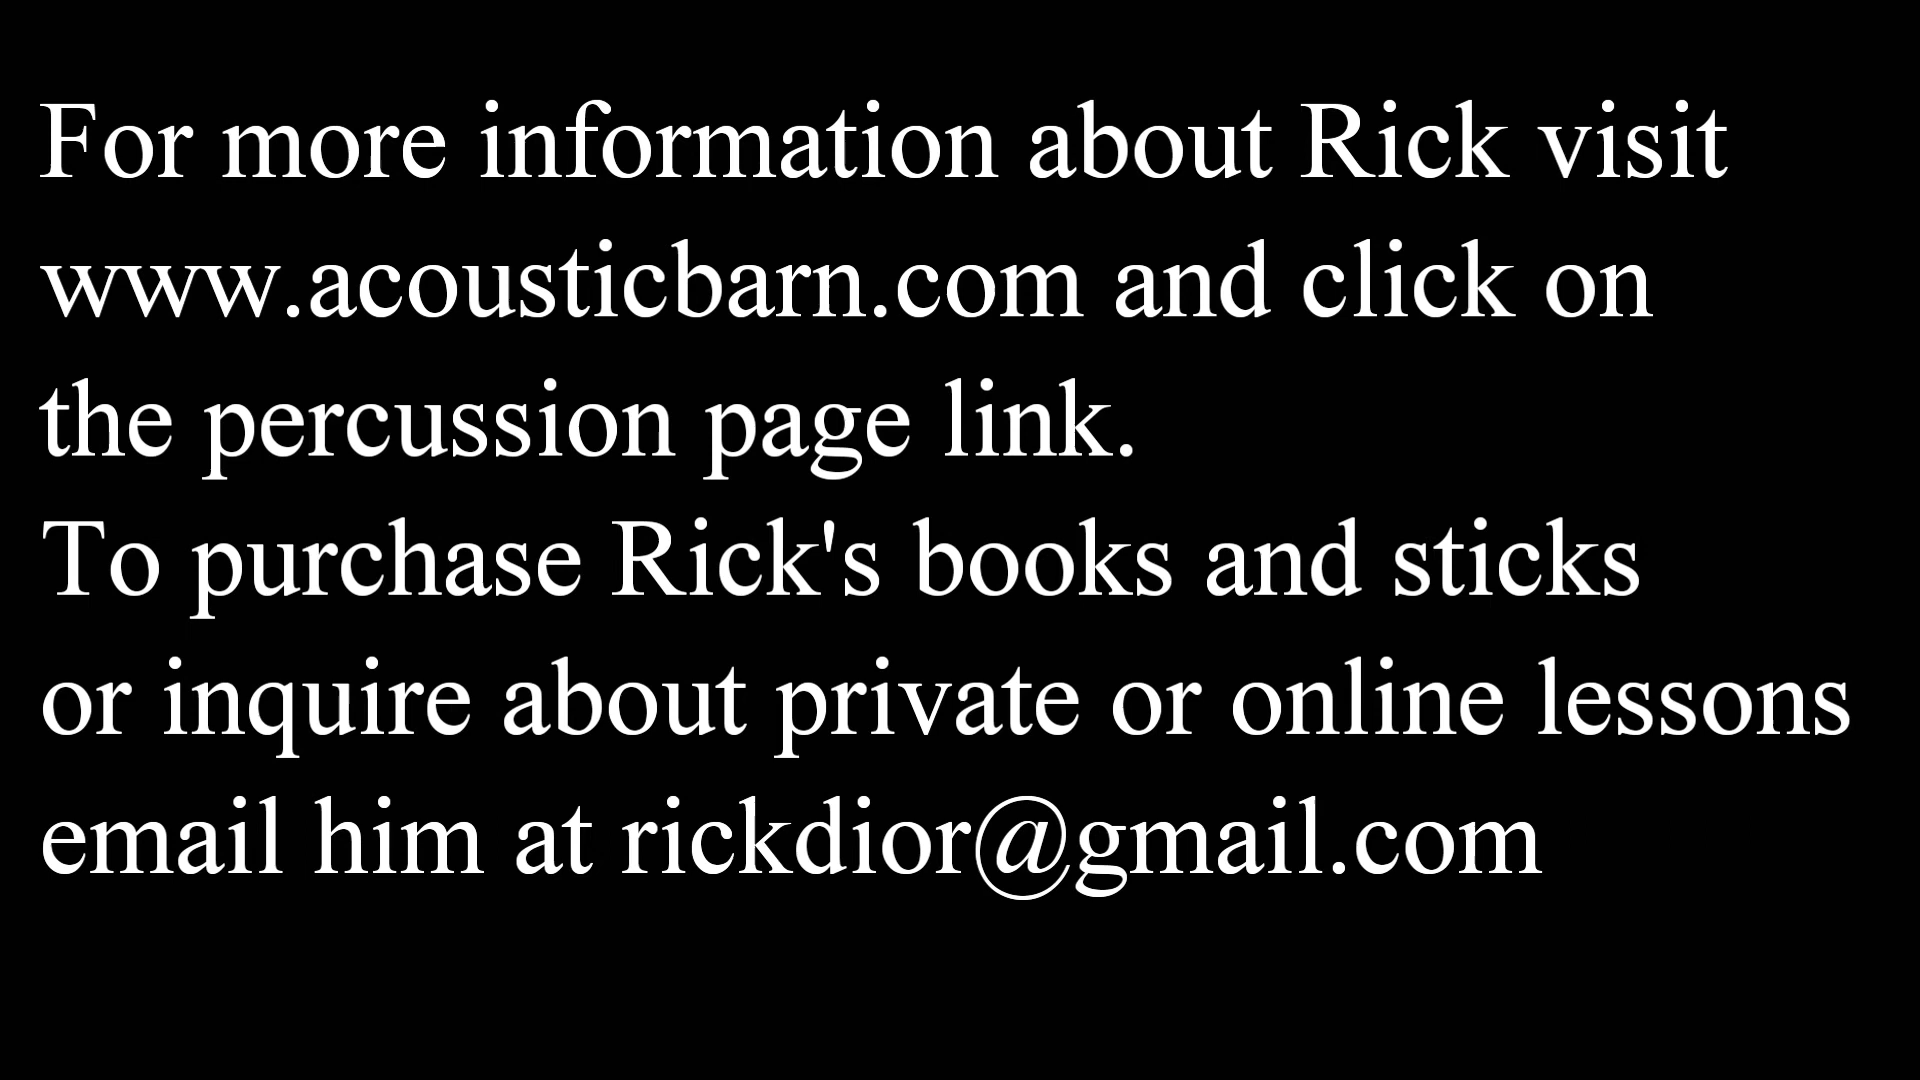 For more information about Rick visit
www.acousticbarn.com and click on
the percussion page link.
To purchase Rick's books and sticks
or inquire about private or online lessons
email him at rickdior@gmail.com